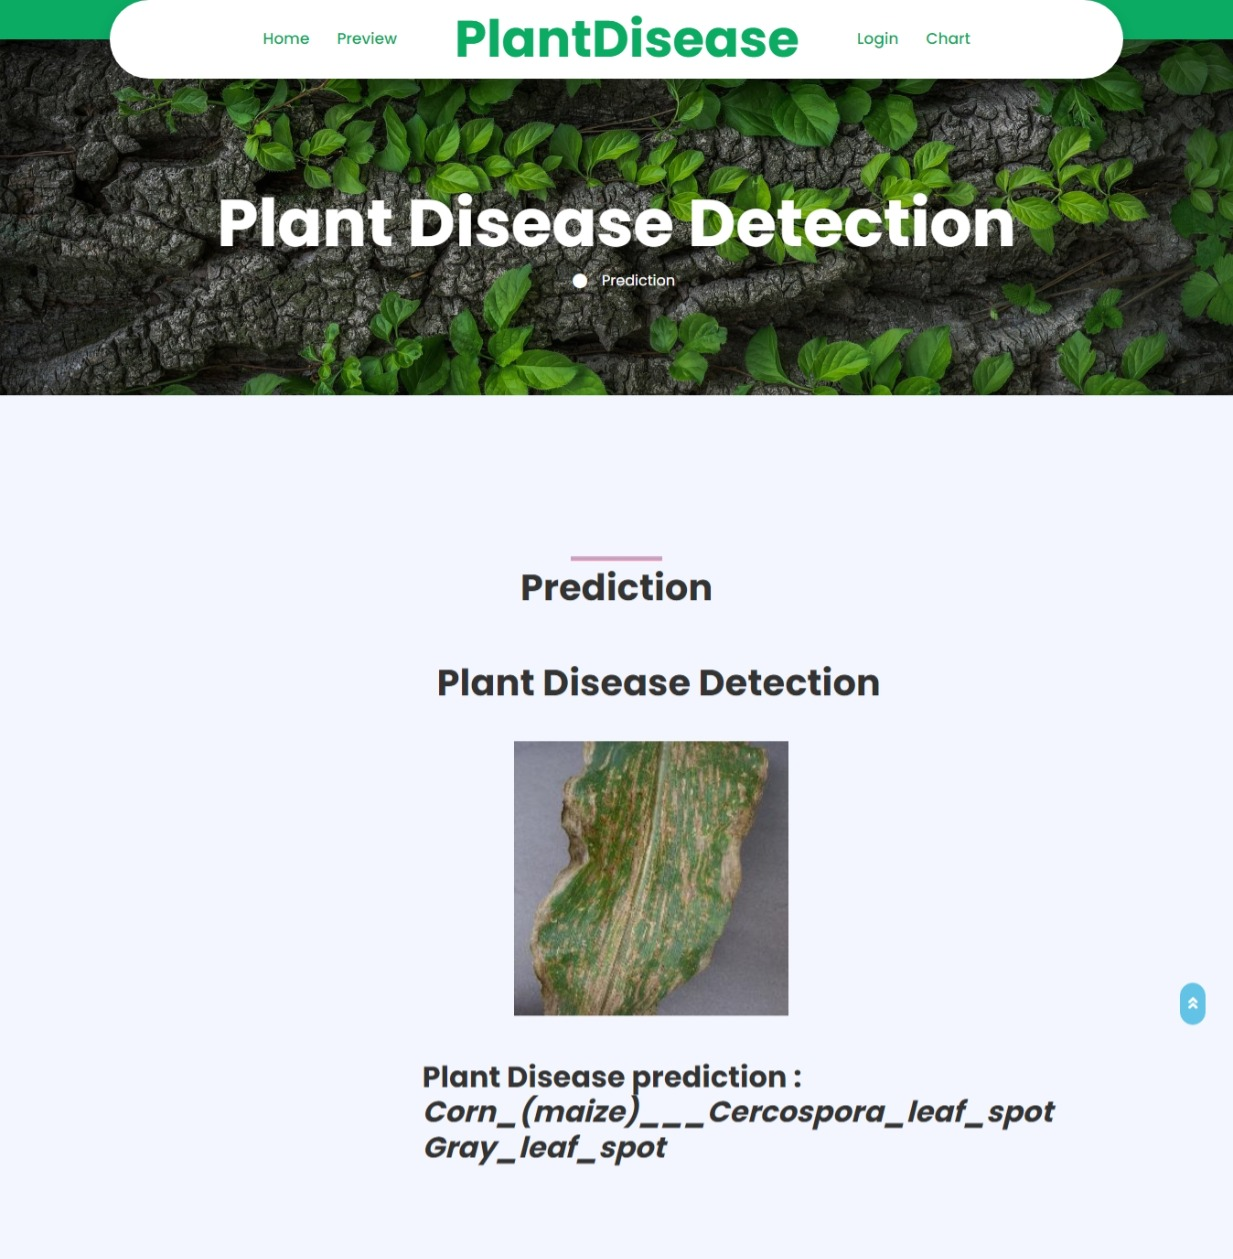 Home Preview PlantDisease Login Chart
Plant Disease Detection
Prediction
Prediction
Plant Disease Detection
Plant Disease prediction :
Corn_(maize)___Cercospora_leaf_spot
Gray_leaf_spot